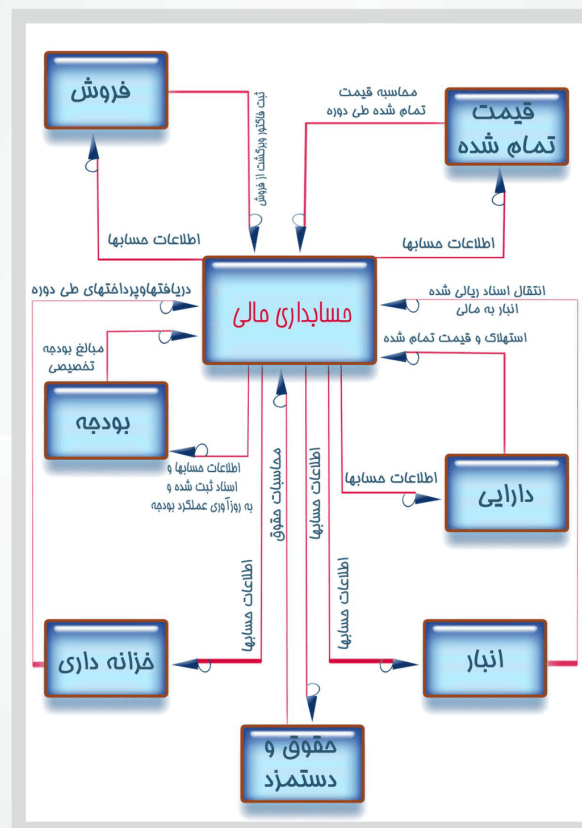 فروش
ثبت فاکتور وبرگشت از فروش
محاسبه قیمت
تمام شده طی دوره
قیمت
تمام شده
اطلاعات حسابها
اطلاعات حسابها
حسابداری مالی
دریافتهاوپرداختهای طی دوره
انتقال اسناد ریالی شده
انبار به مالی
مبالغ بودجه
تخصیصی
استهلاک و قیمت تمام شده
بودجه
اطلاعات حسابها و
اسناد ثبت شده و
به روزآوری عملکرد بودجه
محاسبات حقوق
اطلاعات حسابها
اطلاعات حسابها
دارایی
اطلاعات حسابها
اطلاعات حسابها
خزانه داری
انبار
حقوق و
دستمزد